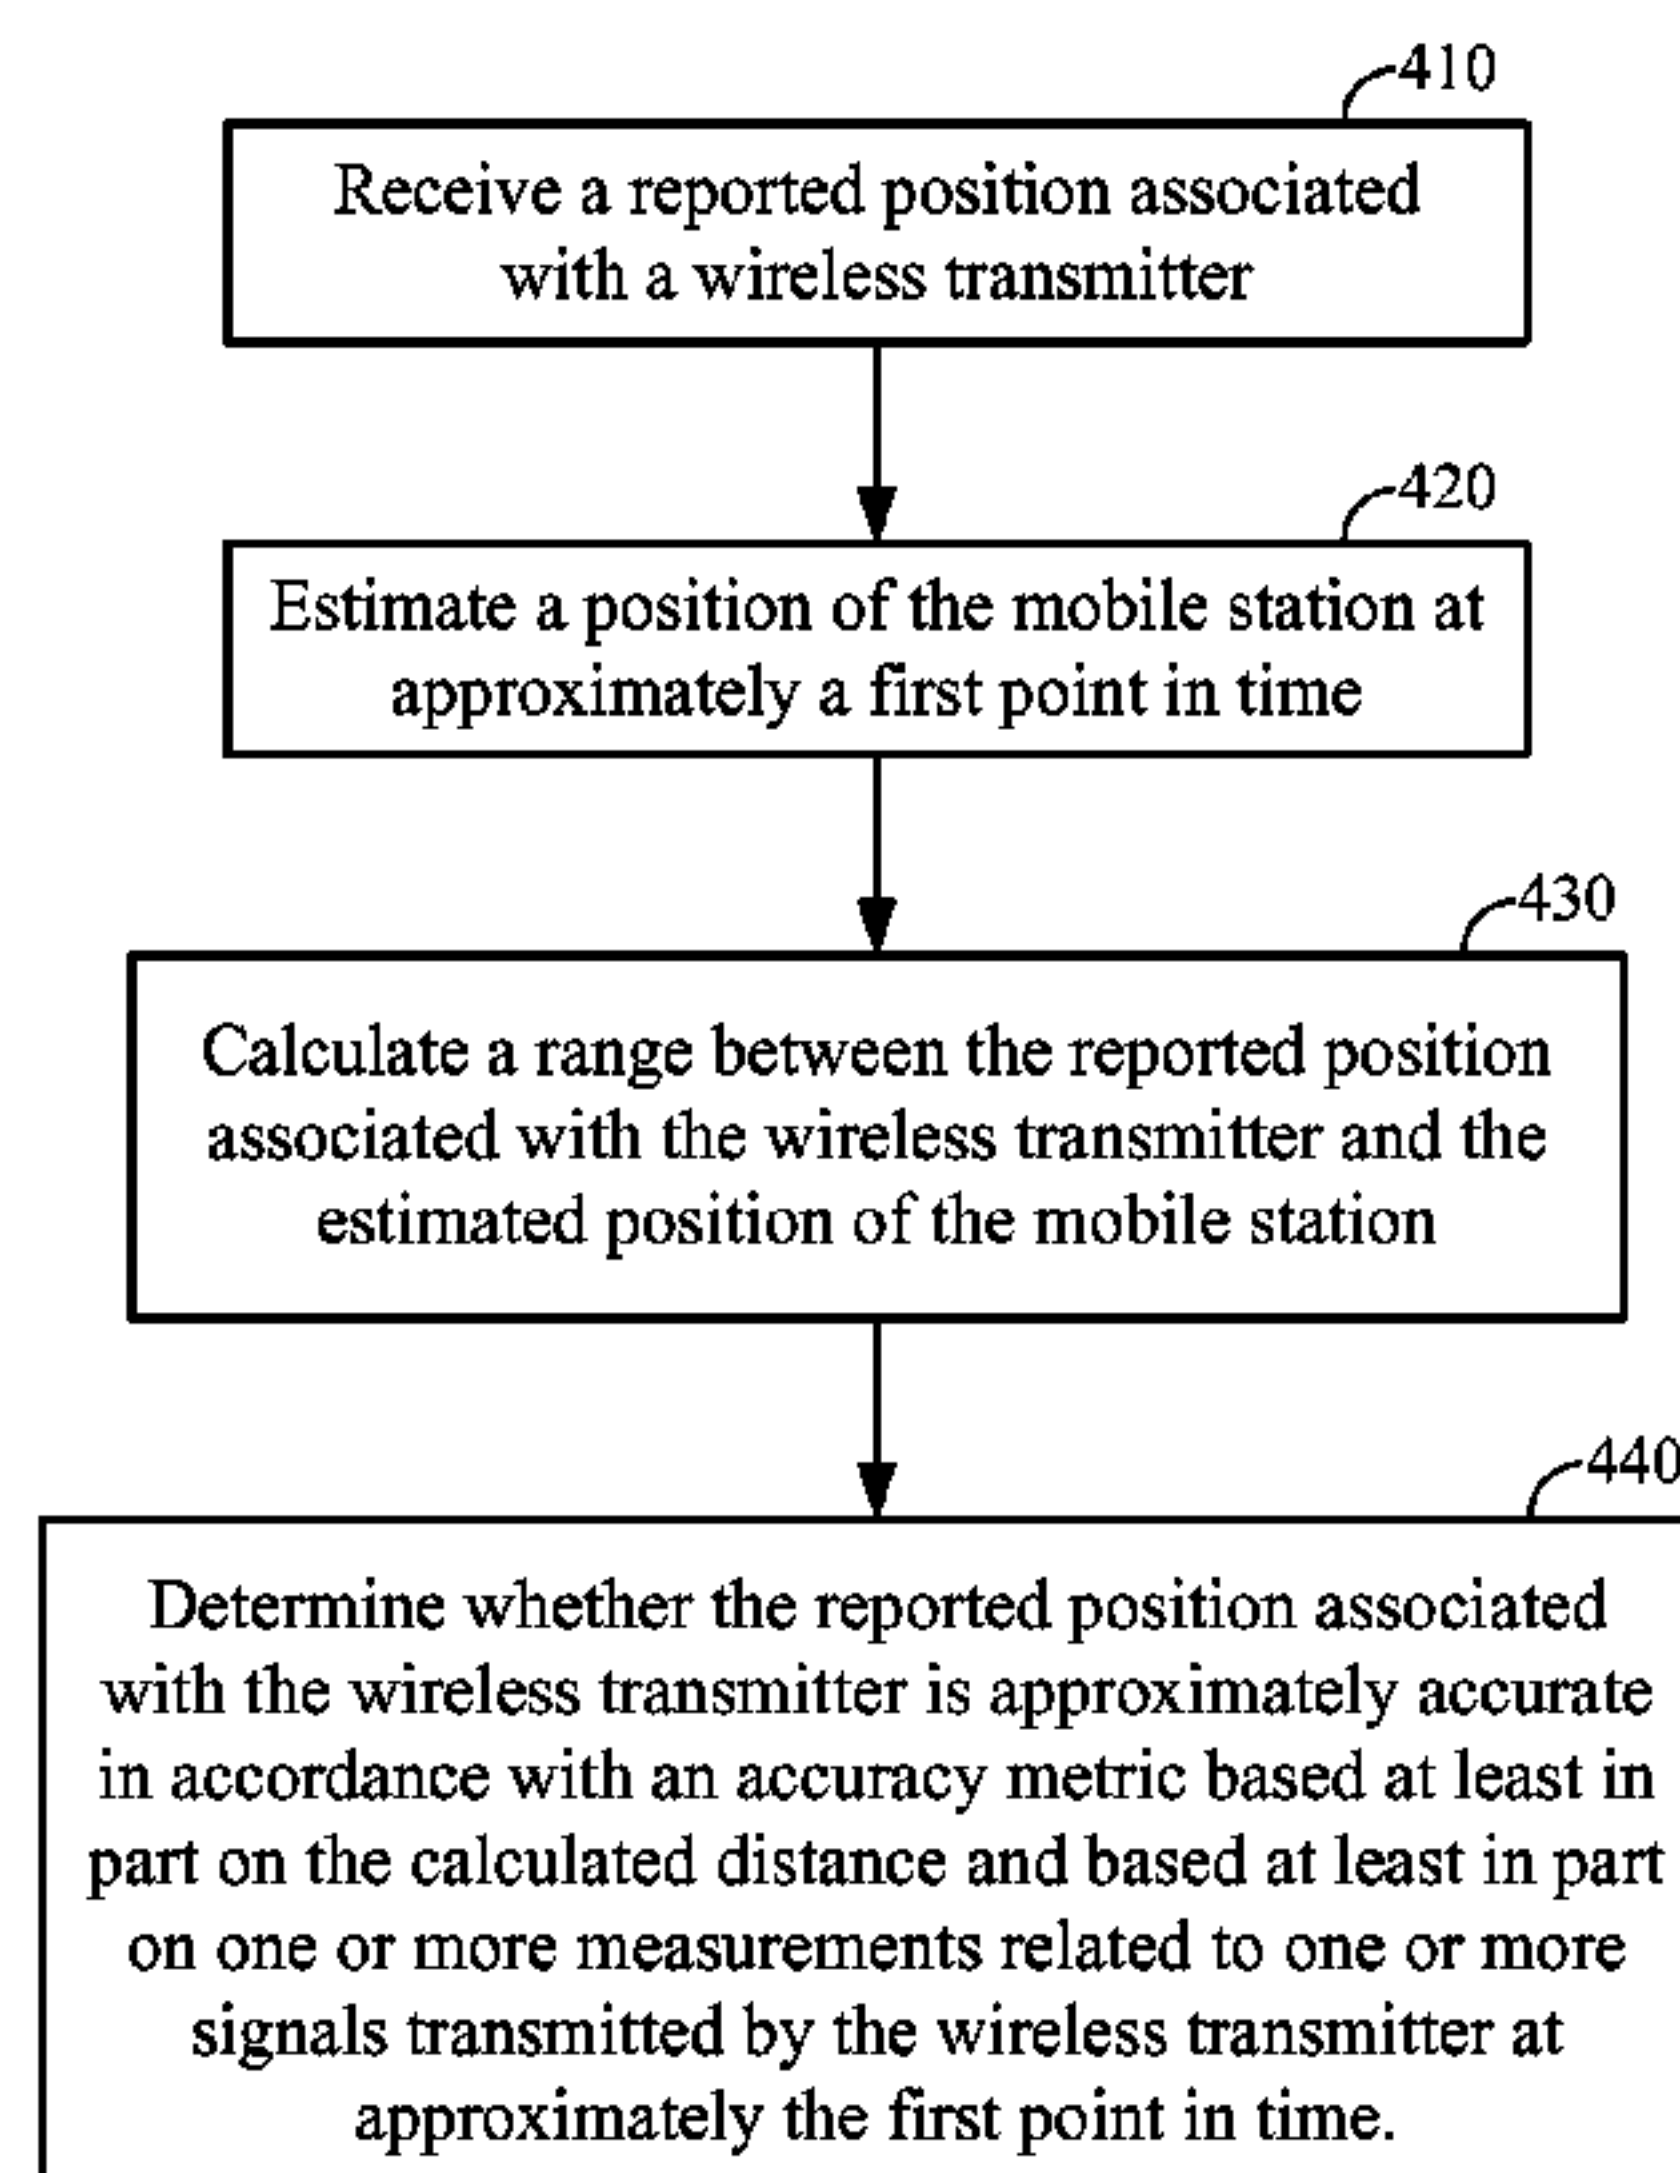 410
Receive a reported position associated
with a wireless transmitter
420
Estimate a position of the mobile station at
approximately a first point in time
430
Calculate a range between the reported position
associated with the wireless transmitter and the
estimated position of the mobile station
440
Determine whether the reported position associated
with the wireless transmitter is approximately accurate
in accordance with an accuracy metric based at least in
part on the calculated distance and based at least in part
on one or more measurements related to one or more
signals transmitted by the wireless transmitter at
approximately the first point in time.